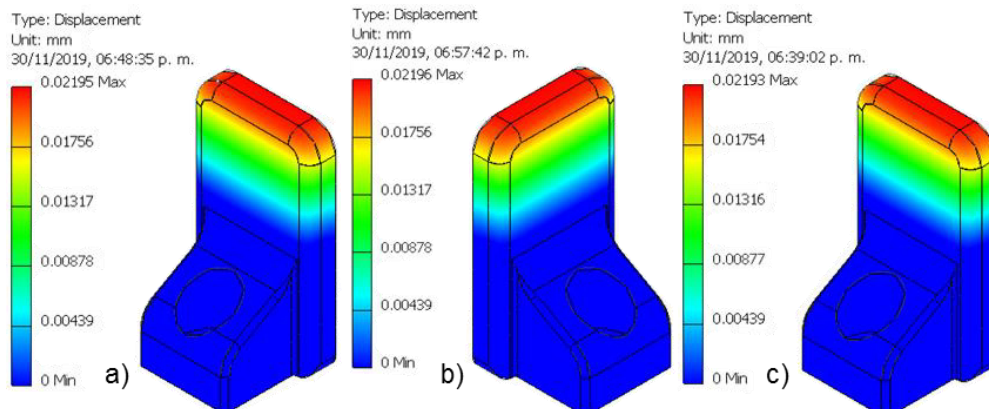 Type: Displacement
Unit: mm
30/11/2019, 06:48:35 p. m.
0.02195 Max
0.01756
0.01317
0.00878
0.00439
0 Min
a)
Type: Displacement
Unit: mm
30/11/2019, 06:57:42 p. m.
0.02196 Max
0.01756
0.01317
0.00878
0.00439
0 Min
b)
Type: Displacement
Unit: mm
30/11/2019, 06:39:02 p. m.
0.02193 Max
0.01754
0.01316
0.00877
0.00439
0 Min
c)